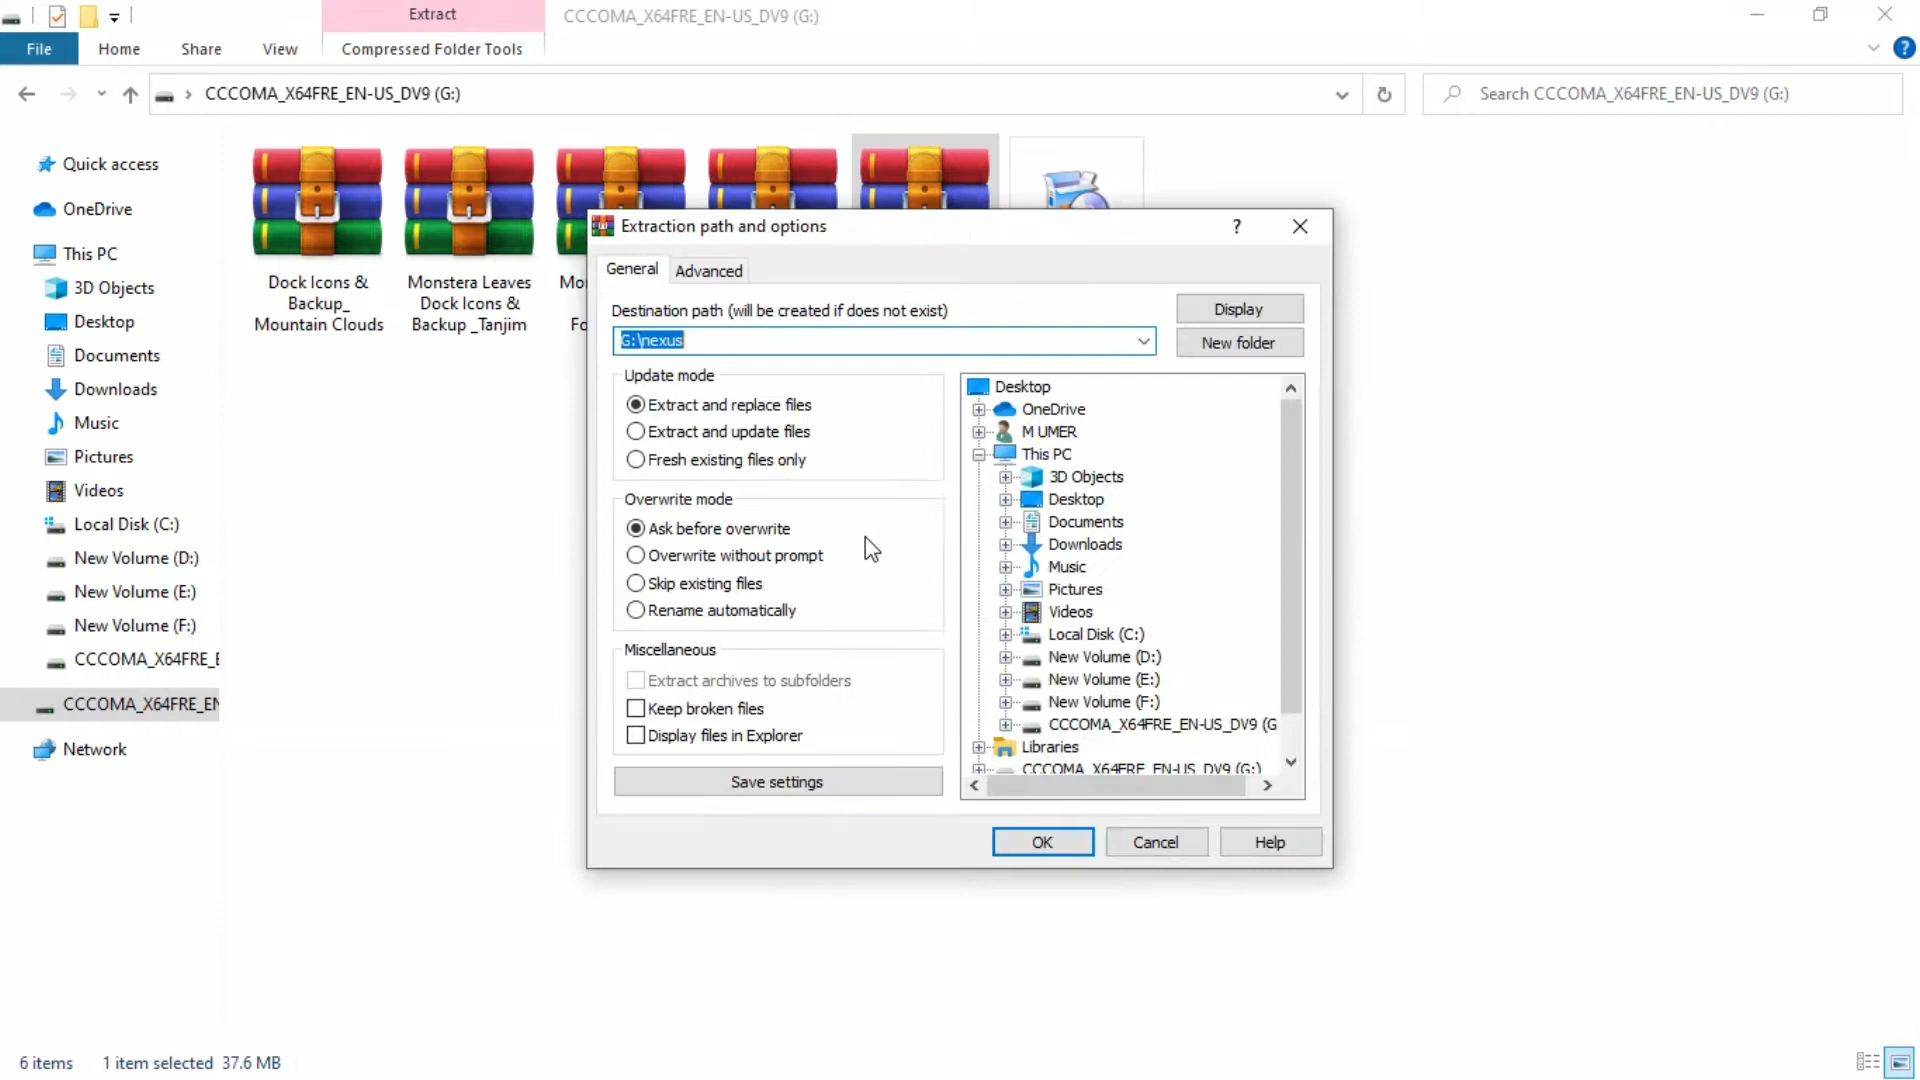 Extract
CCCOMA_X64FRE_EN-US_DV9 (G:)
File
Home
Share
View
Compressed Folder Tools
?
CCCOMA_X64FRE_EN-US_DV9 (G:)
Search CCCOMA_X64FRE_EN-US_DV9 (G:)
Quick access
OneDrive
This PC
3D Objects
Desktop
Documents
Downloads
Music
Pictures
Videos
Local Disk (C:)
New Volume (D:)
New Volume (E:)
New Volume (F:)
CCCOMA_X64FRE_E
CCCOMA_X64FRE_EN
Network
Dock Icons &
Backup_
Mountain Clouds
Monstera Leaves
Dock Icons &
Backup _Tanjim
Mo
Fo
Extraction path and options
?
General
Advanced
Destination path (will be created if does not exist)
G:\nexus
Display
New folder
Update mode
Extract and replace files
Extract and update files
Fresh existing files only
Overwrite mode
Ask before overwrite
Overwrite without prompt
Skip existing files
Rename automatically
Miscellaneous
Extract archives to subfolders
Keep broken files
Display files in Explorer
Save settings
Desktop
OneDrive
M UMER
This PC
3D Objects
Desktop
Documents
Downloads
Music
Pictures
Videos
Local Disk (C:)
New Volume (D:)
New Volume (E:)
New Volume (F:)
CCCOMA_X64FRE_EN-US_DV9 (G
Libraries
CCCOMA_X64FRE_EN-US_DV9 (G:)
OK
Cancel
Help
6 items
1 item selected 37.6 MB